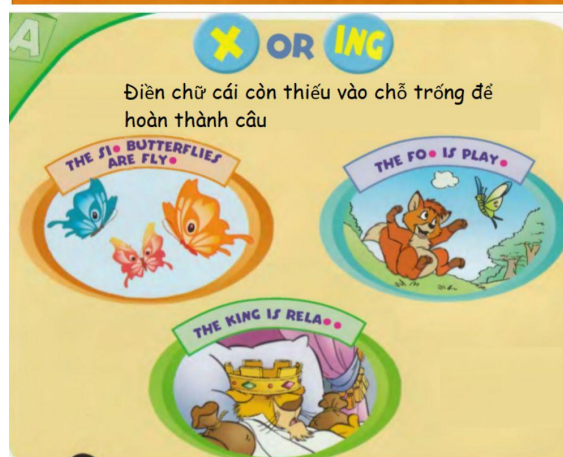 A
X OR ING
Điền chữ cái còn thiếu vào chỗ trống để
hoàn thành câu
THE SI● BUTTERFLIES
ARE FLY●
THE FO● IS PLAY●
THE KING IS RELA●●